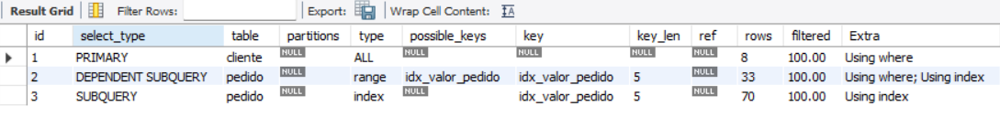 Result Grid Filter Rows: Export: Wrap Cell Content: IA
id select_type table partitions type possible_keys key key_len ref rows filtered Extra
1 PRIMARY cliente NULL ALL NULL NULL NULL NULL 8 100.00 Using where
2 DEPENDENT SUBQUERY pedido NULL range idx_valor_pedido idx_valor_pedido 5 NULL 33 100.00 Using where; Using index
3 SUBQUERY pedido NULL index NULL idx_valor_pedido 5 NULL 70 100.00 Using index